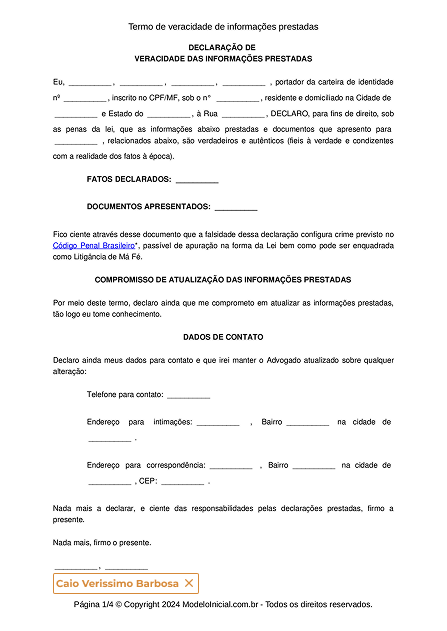 Termo de veracidade de informações prestadas
DECLARAÇÃO DE
VERACIDADE DAS INFORMAÇÕES PRESTADAS
Eu, __________, __________, __________, __________ , portador da carteira de identidade
nº __________, inscrito no CPF/MF, sob o n° __________, residente e domiciliado na Cidade de
__________ e Estado do __________, à Rua __________, DECLARO, para fins de direito, sob
as penas da lei, que as informações abaixo prestadas e documentos que apresento para
__________ , relacionados abaixo, são verdadeiros e autênticos (fieis à verdade e condizentes
com a realidade dos fatos à época).
FATOS DECLARADOS: __________
DOCUMENTOS APRESENTADOS: __________
Fico ciente através desse documento que a falsidade dessa declaração configura crime previsto no
Código Penal Brasileiro*, passível de apuração na forma da Lei bem como pode ser enquadrada
como Litigância de Má Fé.
COMPROMISSO DE ATUALIZAÇÃO DAS INFORMAÇÕES PRESTADAS
Por meio deste termo, declaro ainda que me comprometo em atualizar as informações prestadas,
tão logo eu tome conhecimento.
DADOS DE CONTATO
Declaro ainda meus dados para contato e que irei manter o Advogado atualizado sobre qualquer
alteração:
Telefone para contato: __________
Endereço para intimações: __________ , Bairro __________ na cidade de
__________ .
Endereço para correspondência: __________ , Bairro __________ na cidade de
__________ , CEP: __________ .
Nada mais a declarar, e ciente das responsabilidades pelas declarações prestadas, firmo a
presente.
Nada mais, firmo o presente.
__________, __________
Caio Verissimo Barbosa ×
Página 1/4 © Copyright 2024 ModeloInicial.com.br - Todos os direitos reservados.